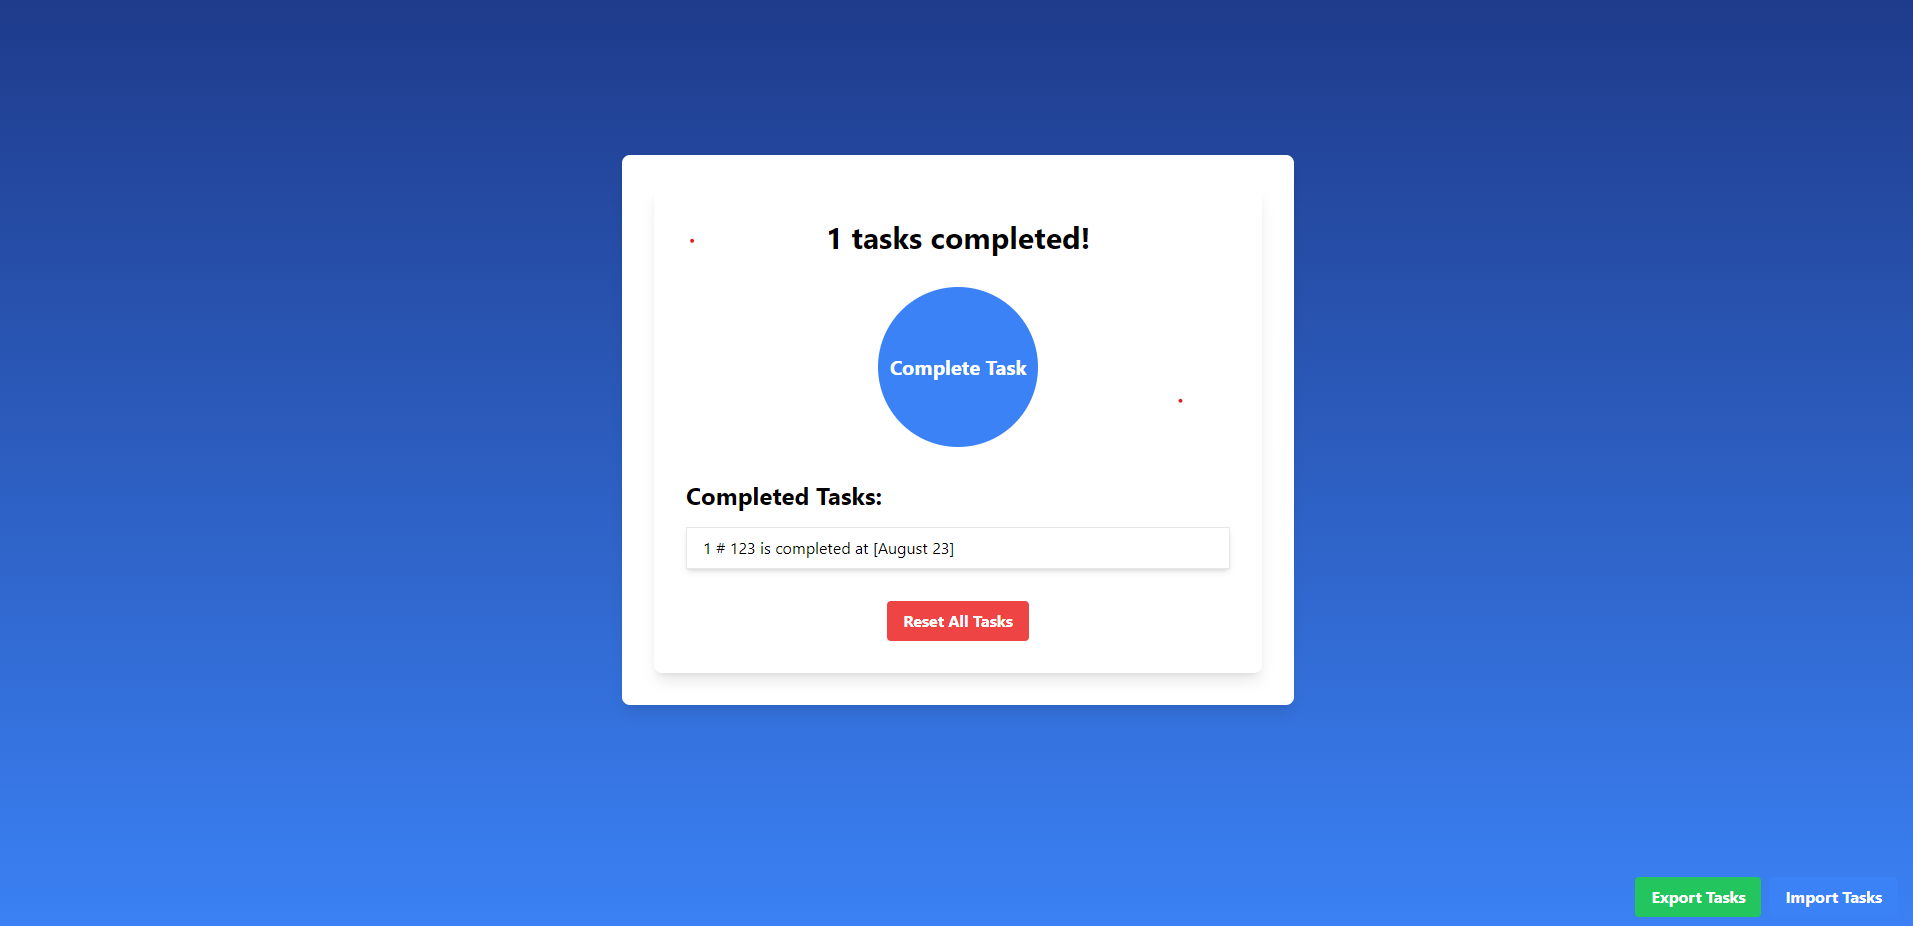 1 tasks completed!
Complete Task
Completed Tasks:
1 # 123 is completed at [August 23]
Reset All Tasks
Export Tasks
Import Tasks